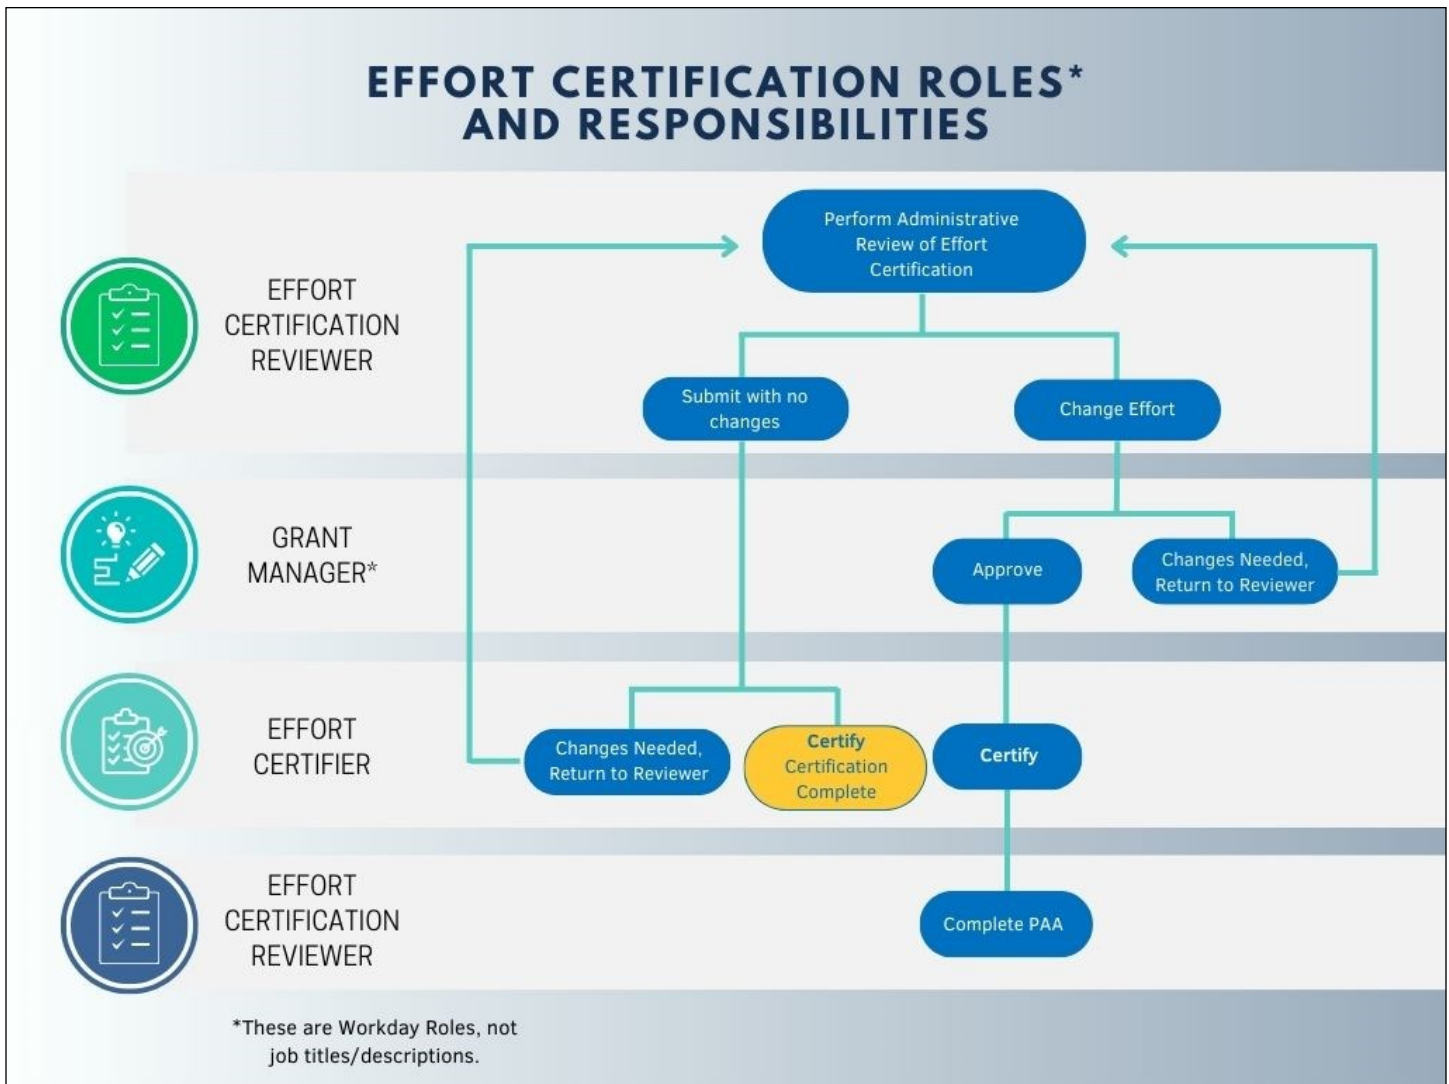 EFFORT CERTIFICATION ROLES*
AND RESPONSIBILITIES
EFFORT
CERTIFICATION
REVIEWER
Perform Administrative
Review of Effort
Certification
Submit with no
changes
Change Effort
GRANT
MANAGER*
Approve
Changes Needed,
Return to Reviewer
EFFORT
CERTIFIER
Changes Needed,
Return to Reviewer
Certify
Certification
Complete
Certify
EFFORT
CERTIFICATION
REVIEWER
Complete PAA
*These are Workday Roles, not
job titles/descriptions.